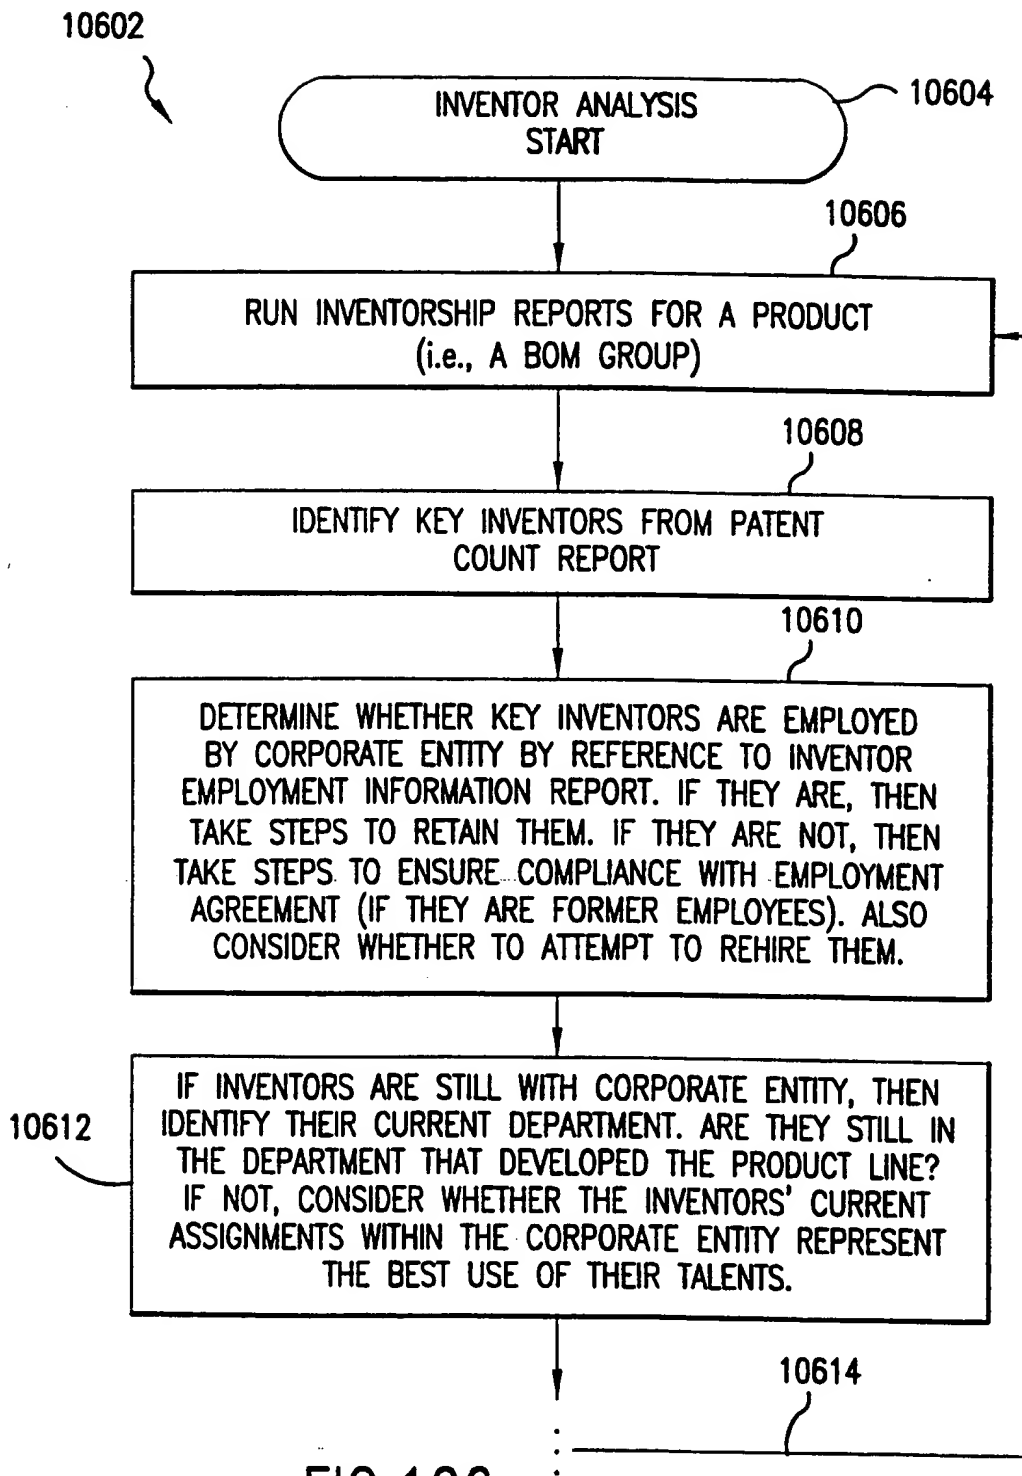 10602
INVENTOR ANALYSIS
START
10604
10606
RUN INVENTORSHIP REPORTS FOR A PRODUCT
(i.e., A BOM GROUP)
10608
IDENTIFY KEY INVENTORS FROM PATENT
COUNT REPORT
10610
DETERMINE WHETHER KEY INVENTORS ARE EMPLOYED
BY CORPORATE ENTITY BY REFERENCE TO INVENTOR
EMPLOYMENT INFORMATION REPORT. IF THEY ARE, THEN
TAKE STEPS TO RETAIN THEM. IF THEY ARE NOT, THEN
TAKE STEPS TO ENSURE COMPLIANCE WITH EMPLOYMENT
AGREEMENT (IF THEY ARE FORMER EMPLOYEES). ALSO
CONSIDER WHETHER TO ATTEMPT TO REHIRE THEM.
10612
IF INVENTORS ARE STILL WITH CORPORATE ENTITY, THEN
IDENTIFY THEIR CURRENT DEPARTMENT. ARE THEY STILL IN
THE DEPARTMENT THAT DEVELOPED THE PRODUCT LINE?
IF NOT, CONSIDER WHETHER THE INVENTORS' CURRENT
ASSIGNMENTS WITHIN THE CORPORATE ENTITY REPRESENT
THE BEST USE OF THEIR TALENTS.
10614